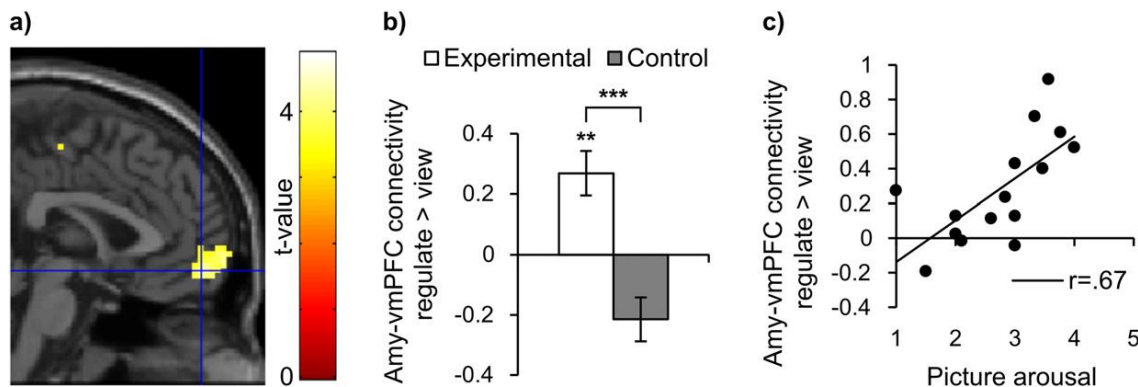 a)
4
t-value
0
b)
Experimental
Control
Amy-vmPFC connectivity
regulate > view
0.4
0.2
0
-0.2
-0.4
***
**
c)
Amy-vmPFC connectivity
regulate > view
1
0.8
0.6
0.4
0.2
0
-0.2
-0.4
r=.67
1 2 3 4 5
Picture arousal